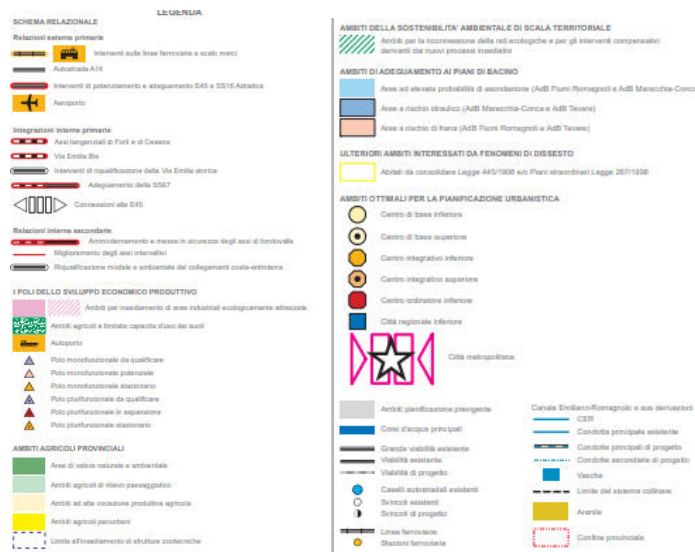 LEGENDA
SCHEMA RELAZIONALE
Relazioni esterne primarie
Interventi sulle linee ferroviarie e scalo merci
Autostrada A14
Interventi di potenziamento e adeguamento E45 e SS16 Adriatica
Aeroporto
Integrazioni interne primarie
Assi tangenziali di Forlì e di Cesena
Via Emilia Bis
Interventi di riqualificazione della Via Emilia storica
Adeguamento della SS67
Connessioni alla E45
Relazioni interne secondarie
Ammodernamento e messa in sicurezza degli assi di fondovalle
Miglioramento degli assi intervallivi
Riqualificazione modale e ambientale dei collegamenti costa-entroterra
I POLI DELLO SVILUPPO ECONOMICO PRODUTTIVO
Ambiti per insediamento di aree industriali ecologicamente attrezzate
Ambiti agricoli a limitata capacita d'uso dei suoli
Autoporto
Polo monofunzionale da qualificare
Polo monofunzionale potenziale
Polo monofunzionale stazionario
Polo plurifunzionale da qualificare
Polo plurifunzionale in espansione
Polo plurifunzionale stazionario
AMBITI AGRICOLI PROVINCIALI
Aree di valore naturale e ambientale
Ambiti agricoli di rilievo paesaggistico
Ambiti ad alta vocazione produttiva agricola
Ambiti agricoli periurbani
Limite all'insediamento di strutture zootecniche
AMBITI DELLA SOSTENIBILITA' AMBIENTALE DI SCALA TERRITORIALE
Ambiti per la riconnessione delle reti ecologiche e per gli interventi compensativi
derivanti dai nuovi processi insediativi
AMBITI DI ADEGUAMENTO AI PIANI DI BACINO
Aree ad elevata probabilità di esondazione (AdB Fiumi Romagnoli e AdB Marecchia-Conca
Aree a rischio idraulico (AdB Marecchia-Conca e AdB Tevere)
Aree a rischio di frana (AdB Fiumi Romagnoli e AdB Tevere)
ULTERIORI AMBITI INTERESSATI DA FENOMENI DI DISSESTO
Abitati da consolidare Legge 445/1908 e/o Piani straordinari Legge 267/1998
AMBITI OTTIMALI PER LA PIANIFICAZIONE URBANISTICA
Centro di base inferiore
Centro di base superiore
Centro integrativo inferiore
Centro integrativo superiore
Centro ordinatore inferiore
Città regionale inferiore
Città metropolitana
Ambiti pianificazione previgente
Corsi d'acqua principali
Grande viabilità esistente
Viabilità esistente
Viabilità di progetto
Caselli autostradali esistenti
Svincoli esistenti
Svincoli di progetto
Linee ferroviarie
Stazioni ferroviarie
Canale Emiliano-Romagnolo e sue derivazioni
CER
Condotte principale esistente
Condotte principali di progetto
Condotte secondarie di progetto
Vasche
Limite del sistema collinare
Arenile
Confine provinciale